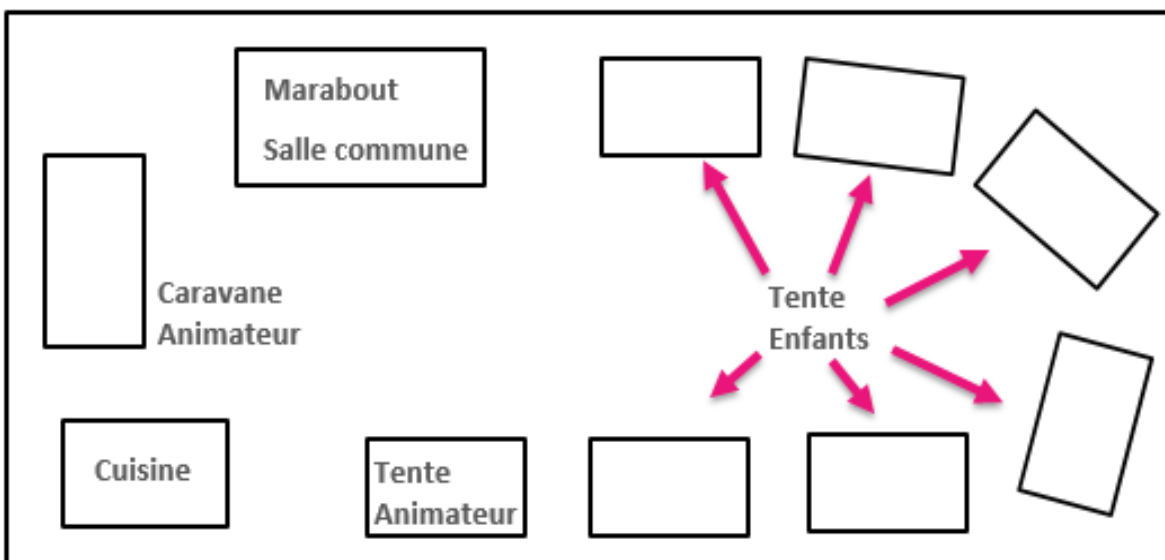 Marabout
Salle commune
Caravane
Animateur
Tente
Enfants
Cuisine
Tente
Animateur